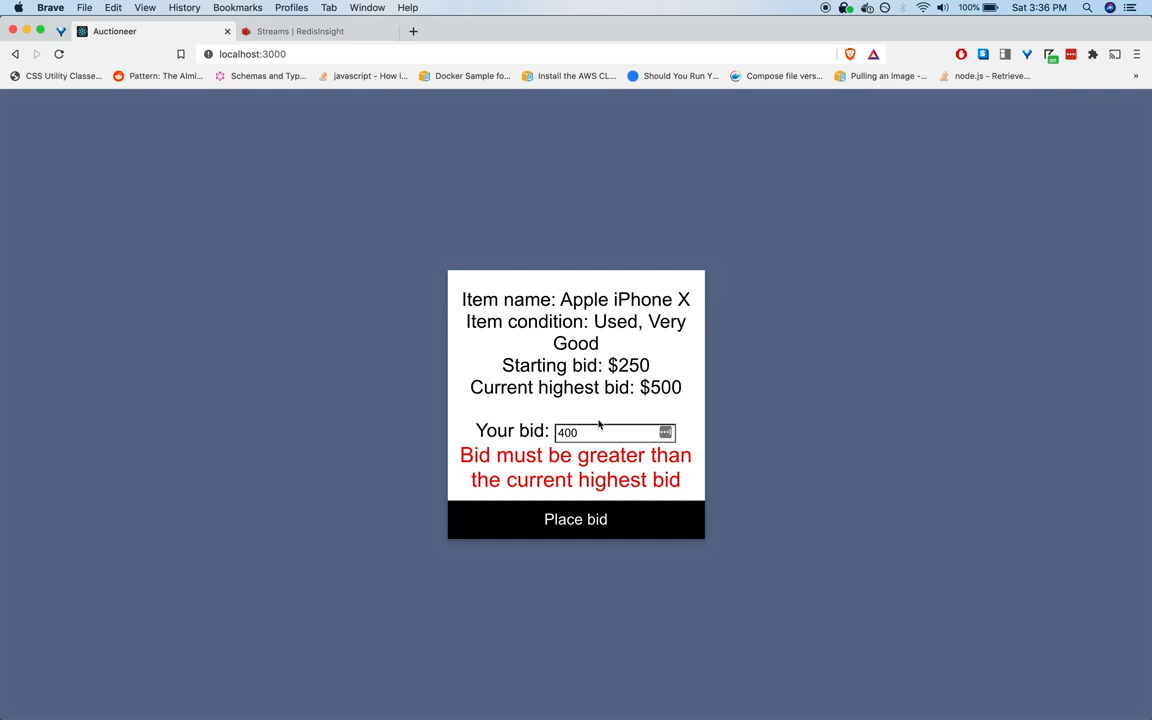 Brave File Edit View History Bookmarks Profiles Tab Window Help 100% Sat 3:36 PM
Auctioneer Streams | RedisInsight
localhost:3000
on
CSS Utility Classe... Pattern: The Almi... Schemas and Typ... javascript - How i... Docker Sample fo... Install the AWS CL... Should You Run Y... Compose file vers... Pulling an Image -... node.js - Retrieve... »
Item name: Apple iPhone X
Item condition: Used, Very
Good
Starting bid: $250
Current highest bid: $500
Your bid: 400
Bid must be greater than
the current highest bid
Place bid